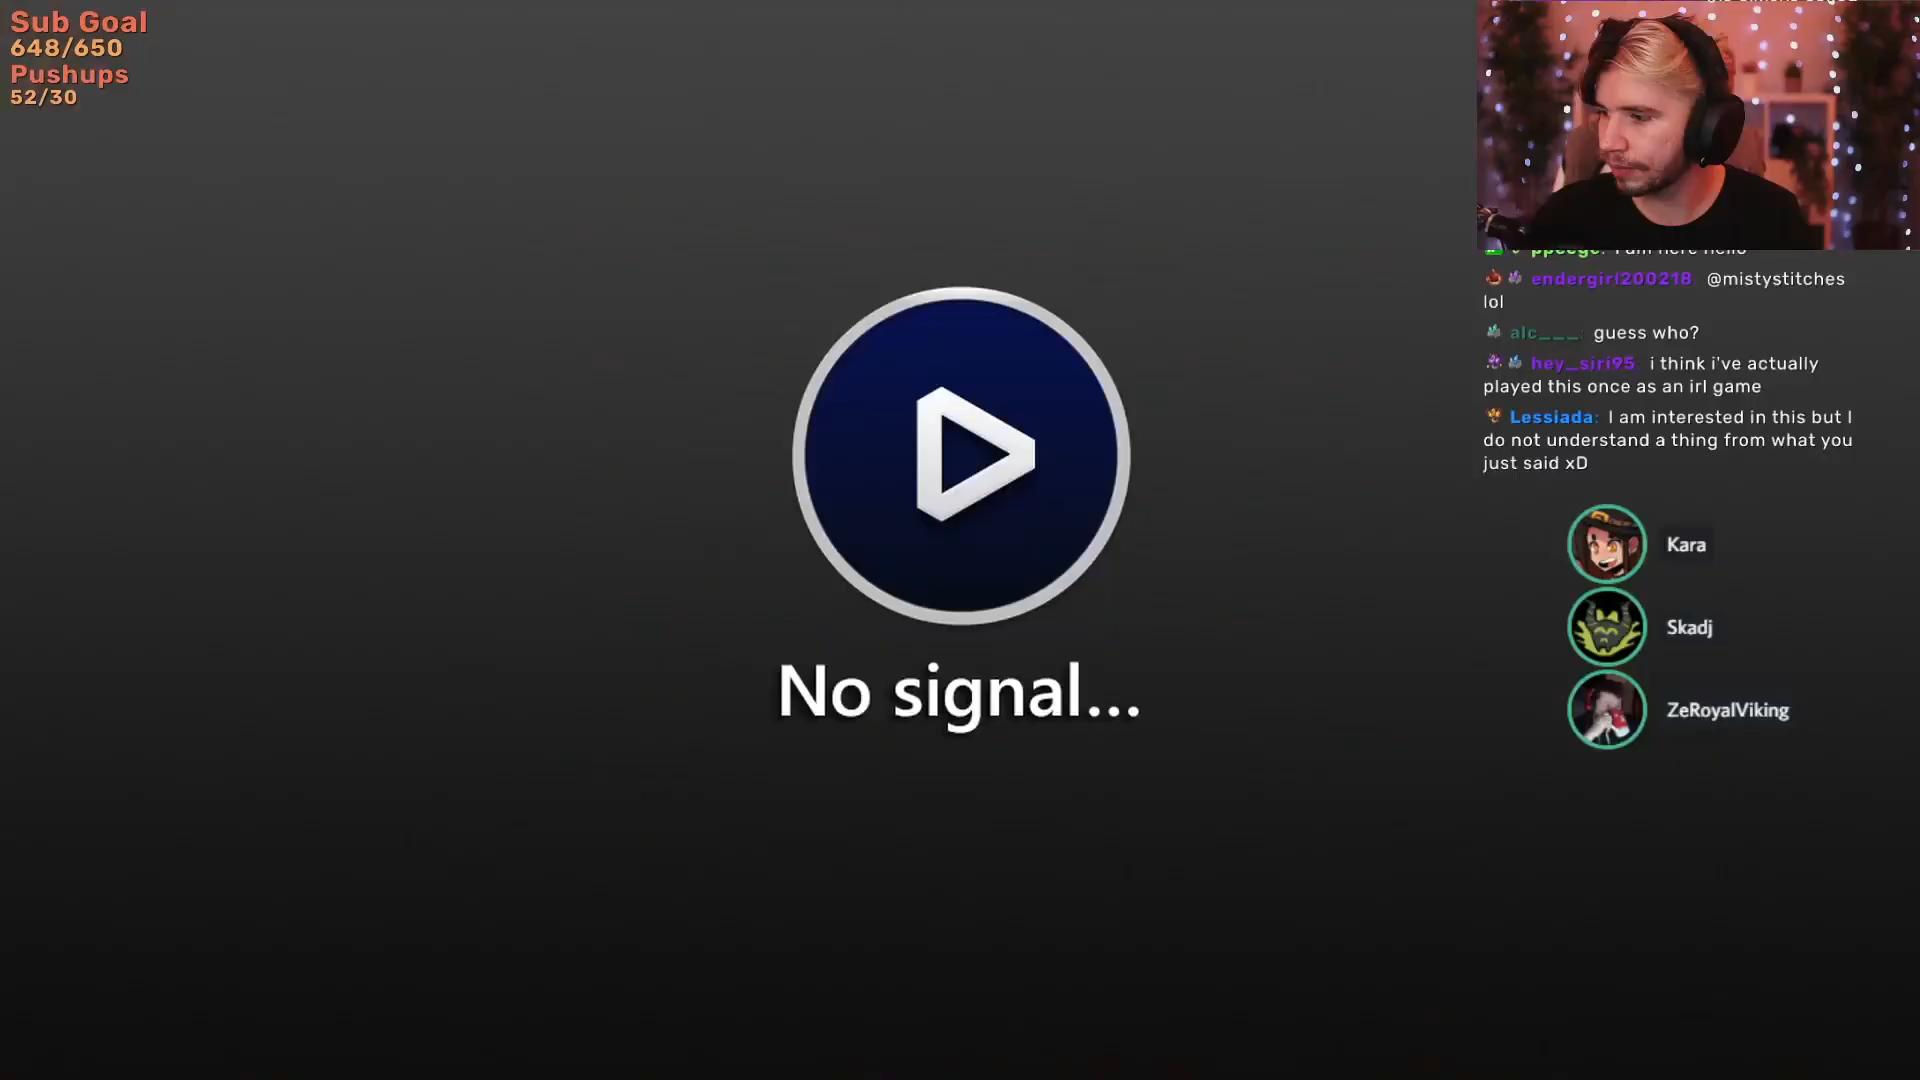 Sub Goal
648/650
Pushups
52/30
endergirl200218 @mistystitches
lol
alc___: guess who?
hey_siri95 i think i've actually
played this once as an irl game
Lessiada: I am interested in this but I
do not understand a thing from what you
just said xD
Kara
Skadj
ZeRoyalViking
No signal...